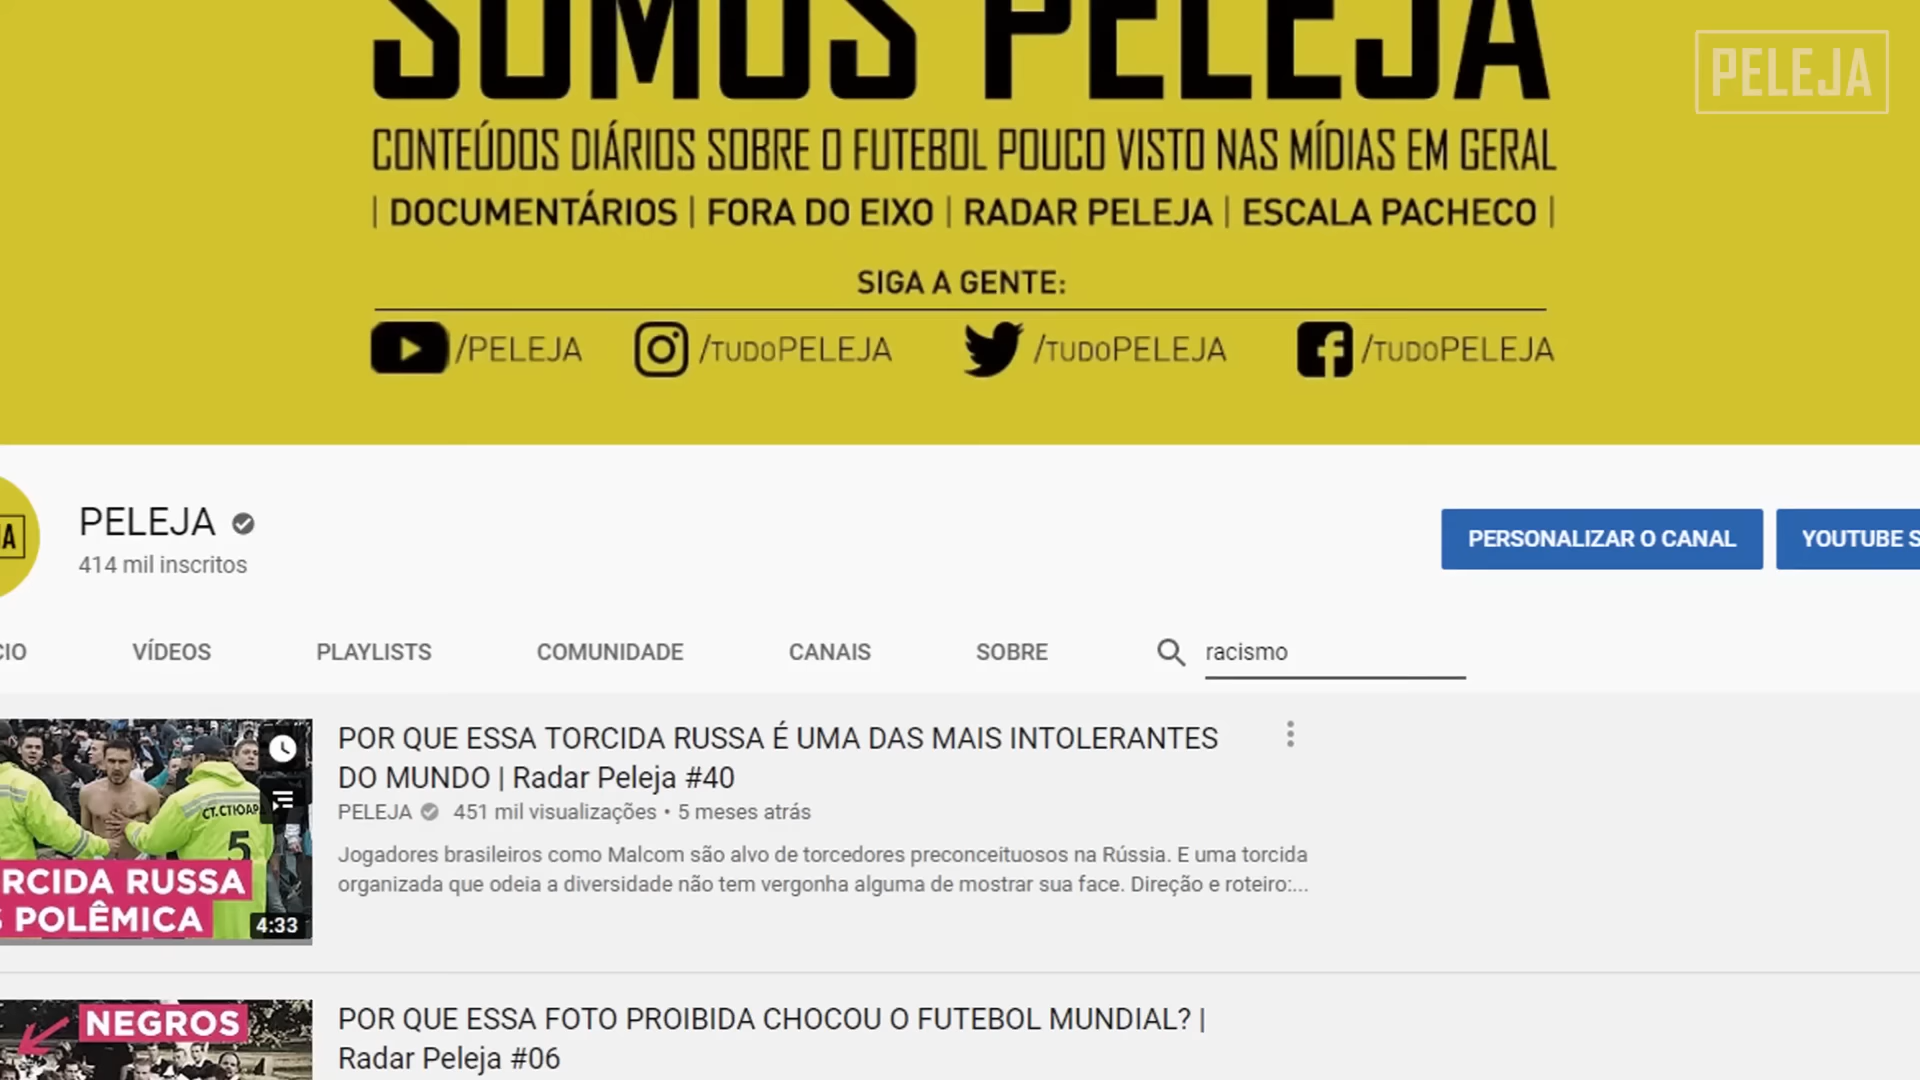 SOMOS PELEJA
PELEJA
CONTEÚDOS DIÁRIOS SOBRE O FUTEBOL POUCO VISTO NAS MÍDIAS EM GERAL
| DOCUMENTÁRIOS | FORA DO EIXO | RADAR PELEJA | ESCALA PACHECO |
SIGA A GENTE:
/PELEJA /TUDOPELEJA /TUDOPELEJA /TUDOPELEJA
JA
PELEJA
414 mil inscritos
PERSONALIZAR O CANAL
YOUTUBE S
CIO VÍDEOS PLAYLISTS COMUNIDADE CANAIS SOBRE racismo
POR QUE ESSA TORCIDA RUSSA É UMA DAS MAIS INTOLERANTES
DO MUNDO | Radar Peleja #40
PELEJA 451 mil visualizações • 5 meses atrás
Jogadores brasileiros como Malcom são alvo de torcedores preconceituosos na Rússia. E uma torcida
organizada que odeia a diversidade não tem vergonha alguma de mostrar sua face. Direção e roteiro:...
5
RCIDA RUSSA
S POLÊMICA
4:33
NEGROS
POR QUE ESSA FOTO PROIBIDA CHOCOU O FUTEBOL MUNDIAL? |
Radar Peleja #06